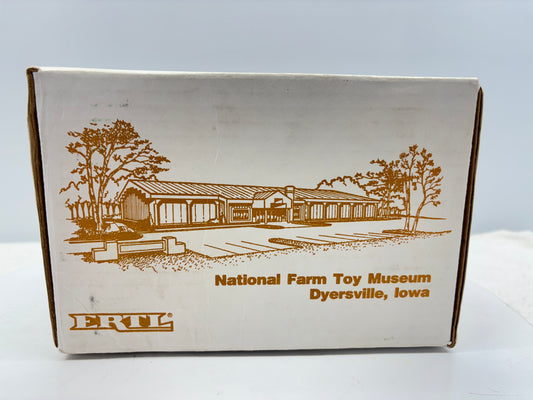 National Farm Toy Museum
Dyersville, Iowa
ERTL®